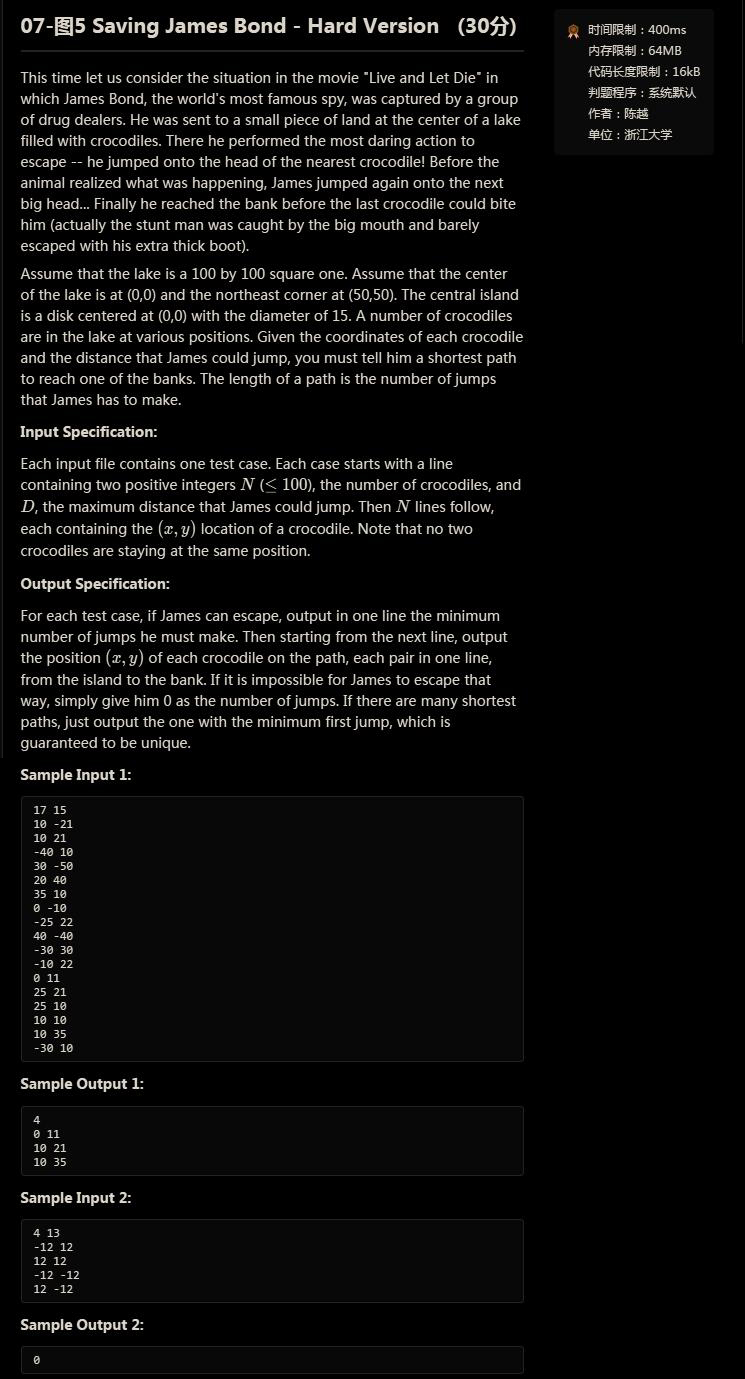 07-图5 Saving James Bond - Hard Version (30分)
时间限制：400ms
内存限制：64MB
代码长度限制：16kB
判题程序：系统默认
作者：陈越
单位：浙江大学
This time let us consider the situation in the movie "Live and Let Die" in
which James Bond, the world's most famous spy, was captured by a group
of drug dealers. He was sent to a small piece of land at the center of a lake
filled with crocodiles. There he performed the most daring action to
escape -- he jumped onto the head of the nearest crocodile! Before the
animal realized what was happening, James jumped again onto the next
big head... Finally he reached the bank before the last crocodile could bite
him (actually the stunt man was caught by the big mouth and barely
escaped with his extra thick boot).
Assume that the lake is a 100 by 100 square one. Assume that the center
of the lake is at (0,0) and the northeast corner at (50,50). The central island
is a disk centered at (0,0) with the diameter of 15. A number of crocodiles
are in the lake at various positions. Given the coordinates of each crocodile
and the distance that James could jump, you must tell him a shortest path
to reach one of the banks. The length of a path is the number of jumps
that James has to make.
Input Specification:
Each input file contains one test case. Each case starts with a line
containing two positive integers N (≤ 100), the number of crocodiles, and
D, the maximum distance that James could jump. Then N lines follow,
each containing the (x, y) location of a crocodile. Note that no two
crocodiles are staying at the same position.
Output Specification:
For each test case, if James can escape, output in one line the minimum
number of jumps he must make. Then starting from the next line, output
the position (x, y) of each crocodile on the path, each pair in one line,
from the island to the bank. If it is impossible for James to escape that
way, simply give him 0 as the number of jumps. If there are many shortest
paths, just output the one with the minimum first jump, which is
guaranteed to be unique.
Sample Input 1:
17 15
10 -21
10 21
-40 10
30 -50
20 40
35 10
0 -10
-25 22
40 -40
-30 30
-10 22
0 11
25 21
25 10
10 10
10 35
-30 10
Sample Output 1:
4
0 11
10 21
10 35
Sample Input 2:
4 13
-12 12
12 12
-12 -12
12 -12
Sample Output 2:
0